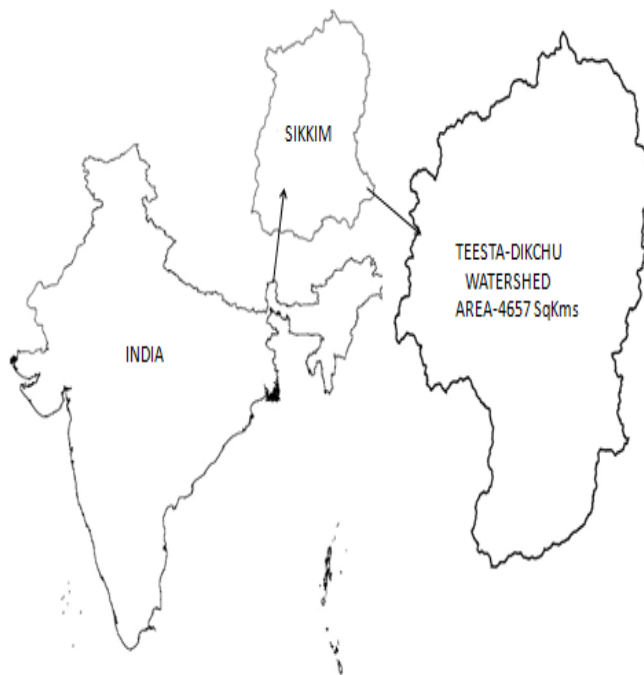 SIKKIM
TEESTA-DIKCHU
WATERSHED
AREA-4657 SqKms
INDIA